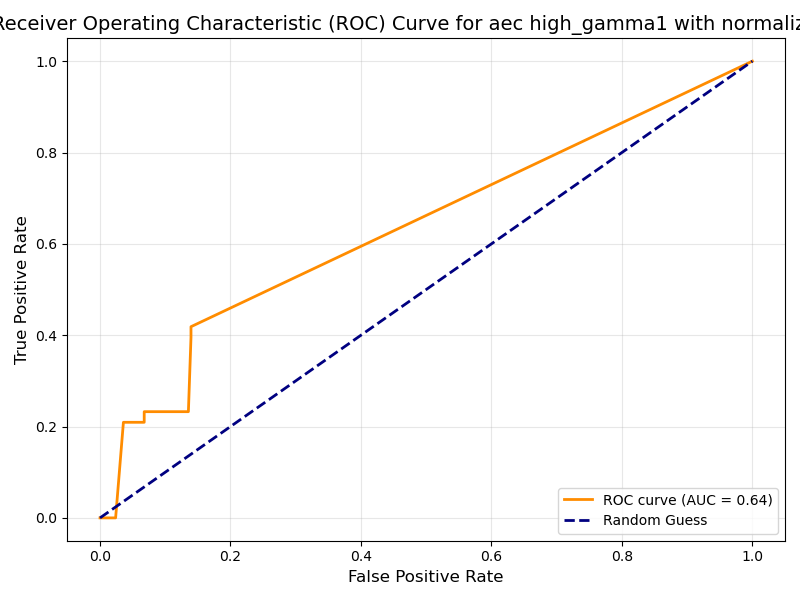 Receiver Operating Characteristic (ROC) Curve for aec high_gamma1 with normaliz
1.0
0.8
0.6
0.4
0.2
0.0
True Positive Rate
0.0 0.2 0.4 0.6 0.8 1.0
False Positive Rate
ROC curve (AUC = 0.64)
Random Guess